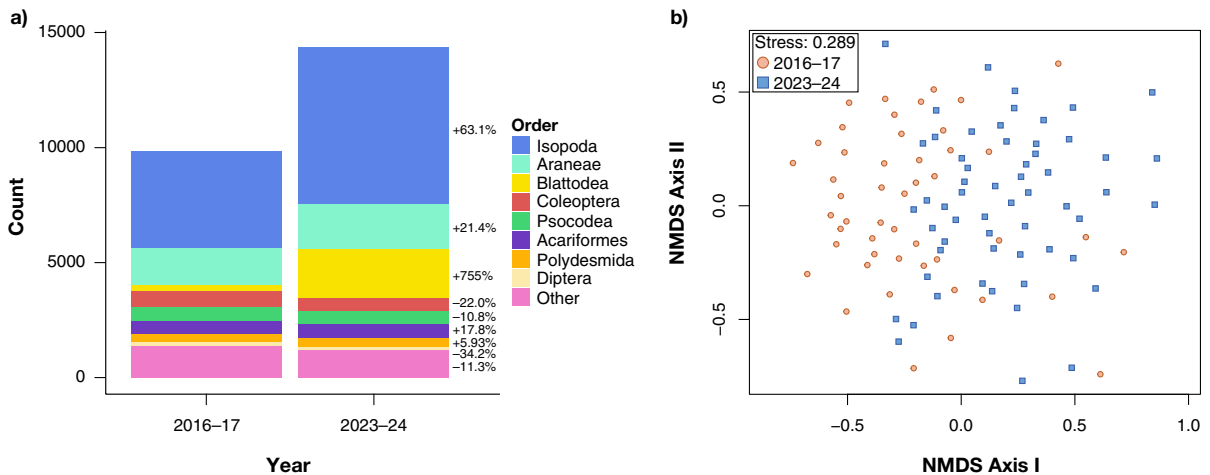 a)
15000
10000
5000
0
Count
2016–17
2023–24
Year
+63.1%
+21.4%
+755%
−22.0%
−10.8%
+17.8%
+5.93%
−34.2%
−11.3%
Order
Isopoda
Araneae
Blattodea
Coleoptera
Psocodea
Acariformes
Polydesmida
Diptera
Other
b)
Stress: 0.289
2016–17
2023–24
0.5
0.0
−0.5
NMDS Axis II
−0.5
0.0
0.5
1.0
NMDS Axis I